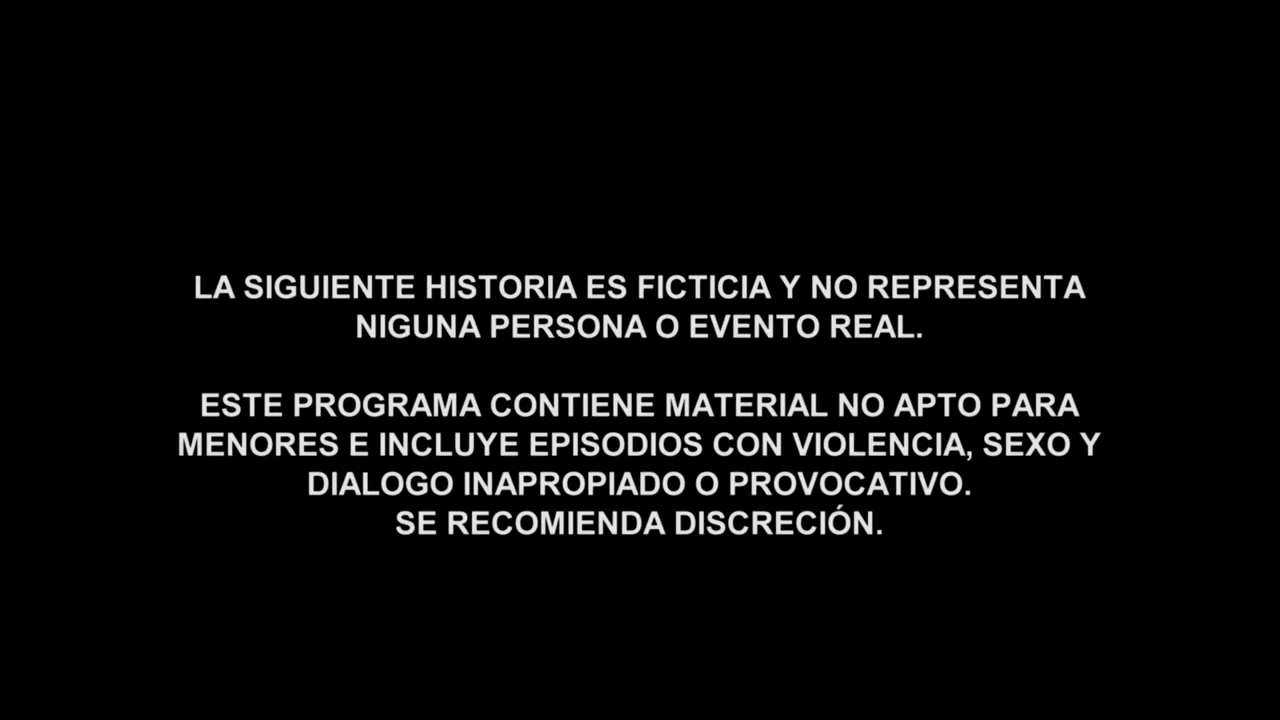 LA SIGUIENTE HISTORIA ES FICTICIA Y NO REPRESENTA
NIGUNA PERSONA O EVENTO REAL.
ESTE PROGRAMA CONTIENE MATERIAL NO APTO PARA
MENORES E INCLUYE EPISODIOS CON VIOLENCIA, SEXO Y
DIALOGO INAPROPIADO O PROVOCATIVO.
SE RECOMIENDA DISCRECIÓN.